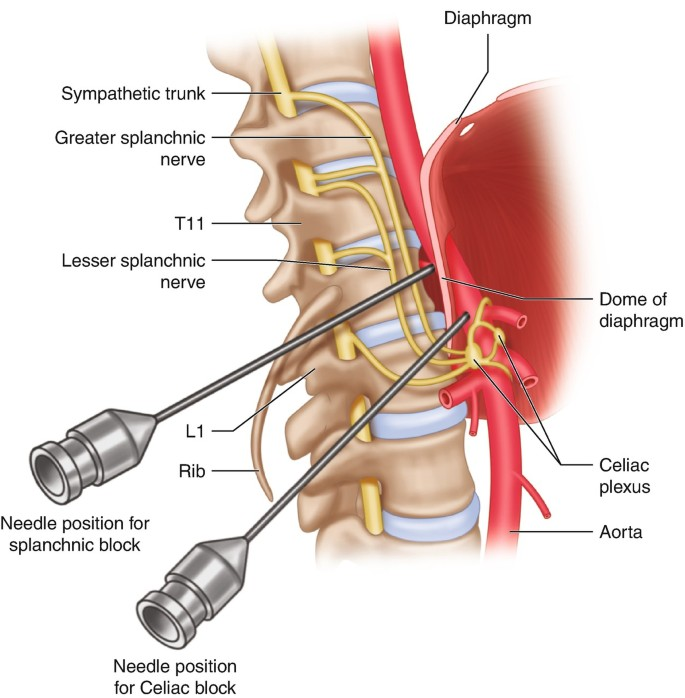 Diaphragm
Sympathetic trunk
Greater splanchnic
nerve
T11
Lesser splanchnic
nerve
Dome of
diaphragm
L1
Rib
Celiac
plexus
Needle position for
splanchnic block
Aorta
Needle position
for Celiac block